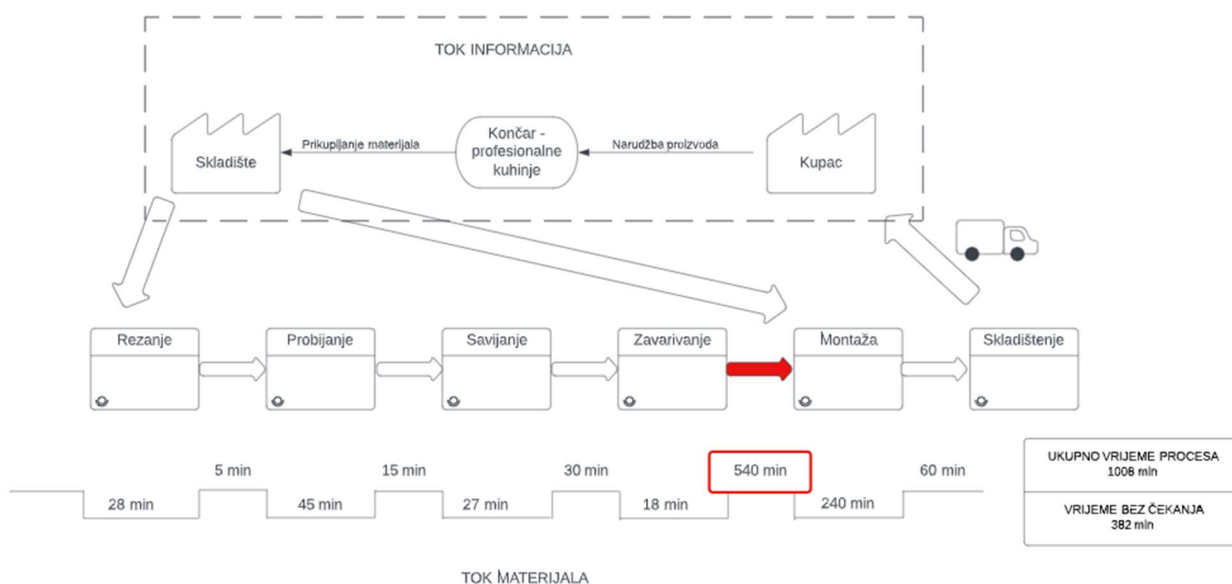 TOK INFORMACIJA
Skladište
Prikupljanje materijala
Končar -
profesionalne
kuhinje
Narudžba proizvoda
Kupac
Rezanje
Probijanje
Savijanje
Zavarivanje
Montaža
Skladištenje
5 min
15 min
30 min
540 min
60 min
28 min
45 min
27 min
18 min
240 min
UKUPNO VRIJEME PROCESA
1008 min
VRIJEME BEZ ČEKANJA
382 min
TOK MATERIJALA